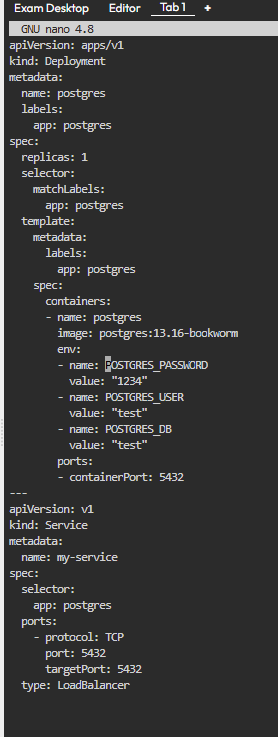 Exam Desktop Editor Tab 1 +
GNU nano 4.8
apiVersion: apps/v1
kind: Deployment
metadata:
  name: postgres
  labels:
    app: postgres
spec:
  replicas: 1
  selector:
    matchLabels:
      app: postgres
  template:
    metadata:
      labels:
        app: postgres
    spec:
      containers:
      - name: postgres
        image: postgres:13.16-bookworm
        env:
        - name: POSTGRES_PASSWORD
          value: "1234"
        - name: POSTGRES_USER
          value: "test"
        - name: POSTGRES_DB
          value: "test"
        ports:
        - containerPort: 5432
---
apiVersion: v1
kind: Service
metadata:
  name: my-service
spec:
  selector:
    app: postgres
  ports:
    - protocol: TCP
      port: 5432
      targetPort: 5432
  type: LoadBalancer